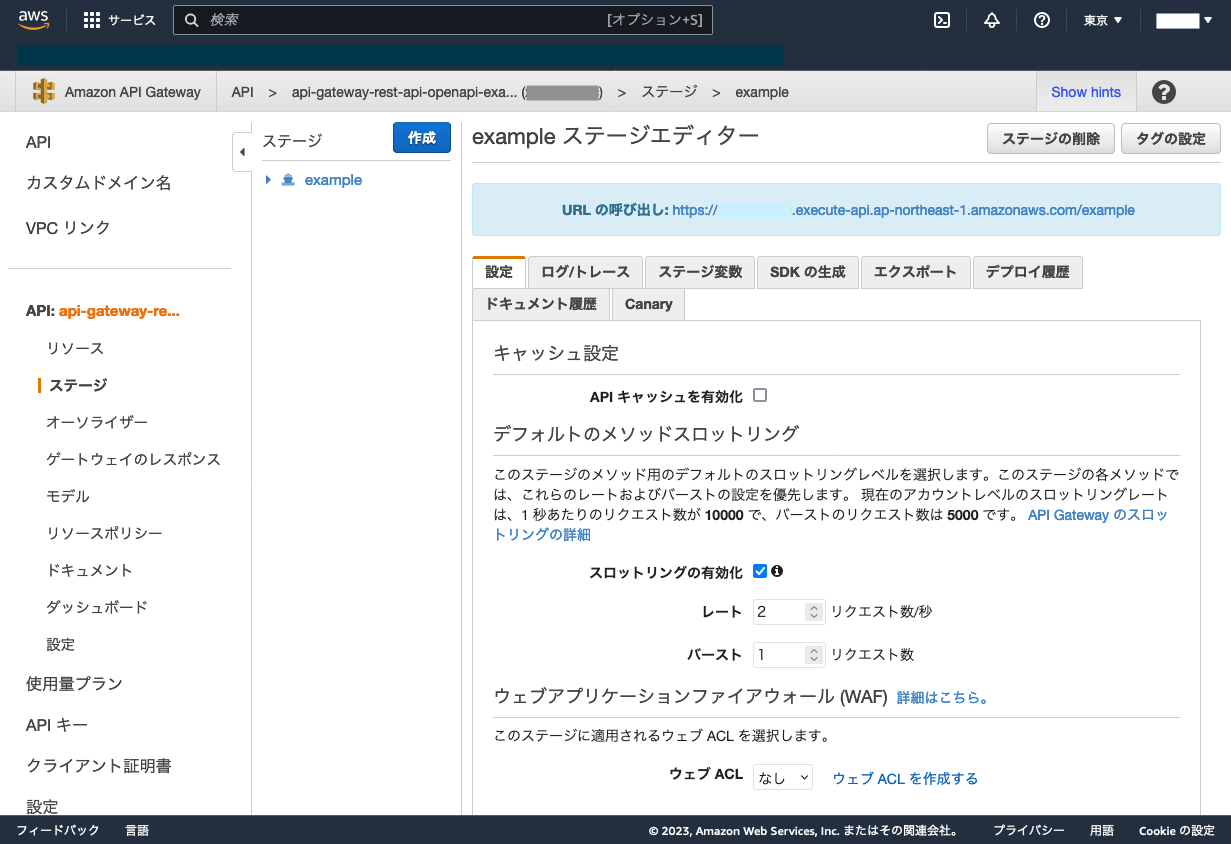 aws サービス 検索 [オプション+S] 東京
Amazon API Gateway API > api-gateway-rest-api-openapi-exa... ( ) > ステージ > example Show hints
API
カスタムドメイン名
VPC リンク
API: api-gateway-re...
リソース
ステージ
オーソライザー
ゲートウェイのレスポンス
モデル
リソースポリシー
ドキュメント
ダッシュボード
設定
使用量プラン
API キー
クライアント証明書
設定
ステージ 作成
example
example ステージエディター ステージの削除 タグの設定
URL の呼び出し: https:// .execute-api.ap-northeast-1.amazonaws.com/example
設定 ログ/トレース ステージ変数 SDK の生成 エクスポート デプロイ履歴
ドキュメント履歴 Canary
キャッシュ設定
API キャッシュを有効化
デフォルトのメソッドスロットリング
このステージのメソッド用のデフォルトのスロットリングレベルを選択します。このステージの各メソッドで
は、これらのレートおよびバーストの設定を優先します。 現在のアカウントレベルのスロットリングレート
は、1 秒あたりのリクエスト数が 10000 で、バーストのリクエスト数は 5000 です。 API Gateway のスロッ
トリングの詳細
スロットリングの有効化
レート 2 リクエスト数/秒
バースト 1 リクエスト数
ウェブアプリケーションファイアウォール (WAF) 詳細はこちら。
このステージに適用されるウェブ ACL を選択します。
ウェブ ACL なし ウェブ ACL を作成する
フィードバック 言語 © 2023, Amazon Web Services, Inc. またはその関連会社。 プライバシー 用語 Cookie の設定